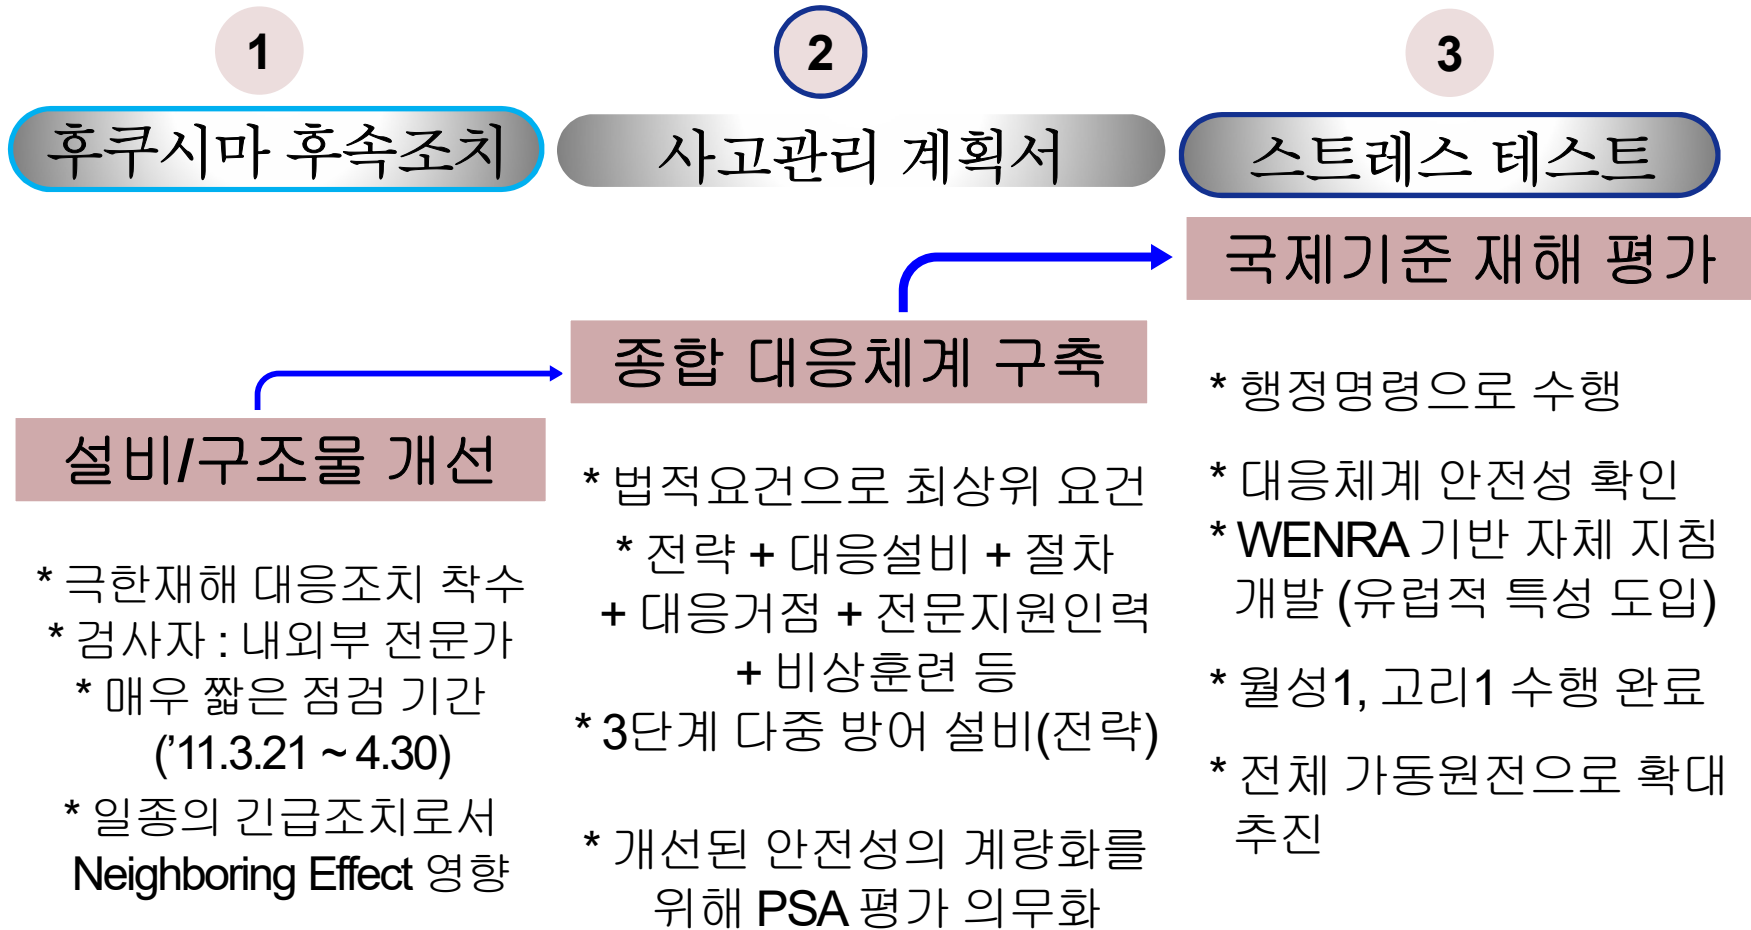 1
후쿠시마 후속조치
설비/구조물 개선
* 극한재해 대응조치 착수
* 검사자 : 내외부 전문가
* 매우 짧은 점검 기간
(’11.3.21 ~ 4.30)
* 일종의 긴급조치로서
Neighboring Effect 영향
2
사고관리 계획서
종합 대응체계 구축
* 법적요건으로 최상위 요건
* 전략 + 대응설비 + 절차
+ 대응거점 + 전문지원인력
+ 비상훈련 등
* 3단계 다중 방어 설비(전략)
* 개선된 안전성의 계량화를
위해 PSA 평가 의무화
3
스트레스 테스트
국제기준 재해 평가
* 행정명령으로 수행
* 대응체계 안전성 확인
* WENRA 기반 자체 지침
개발 (유럽적 특성 도입)
* 월성1, 고리1 수행 완료
* 전체 가동원전으로 확대
추진